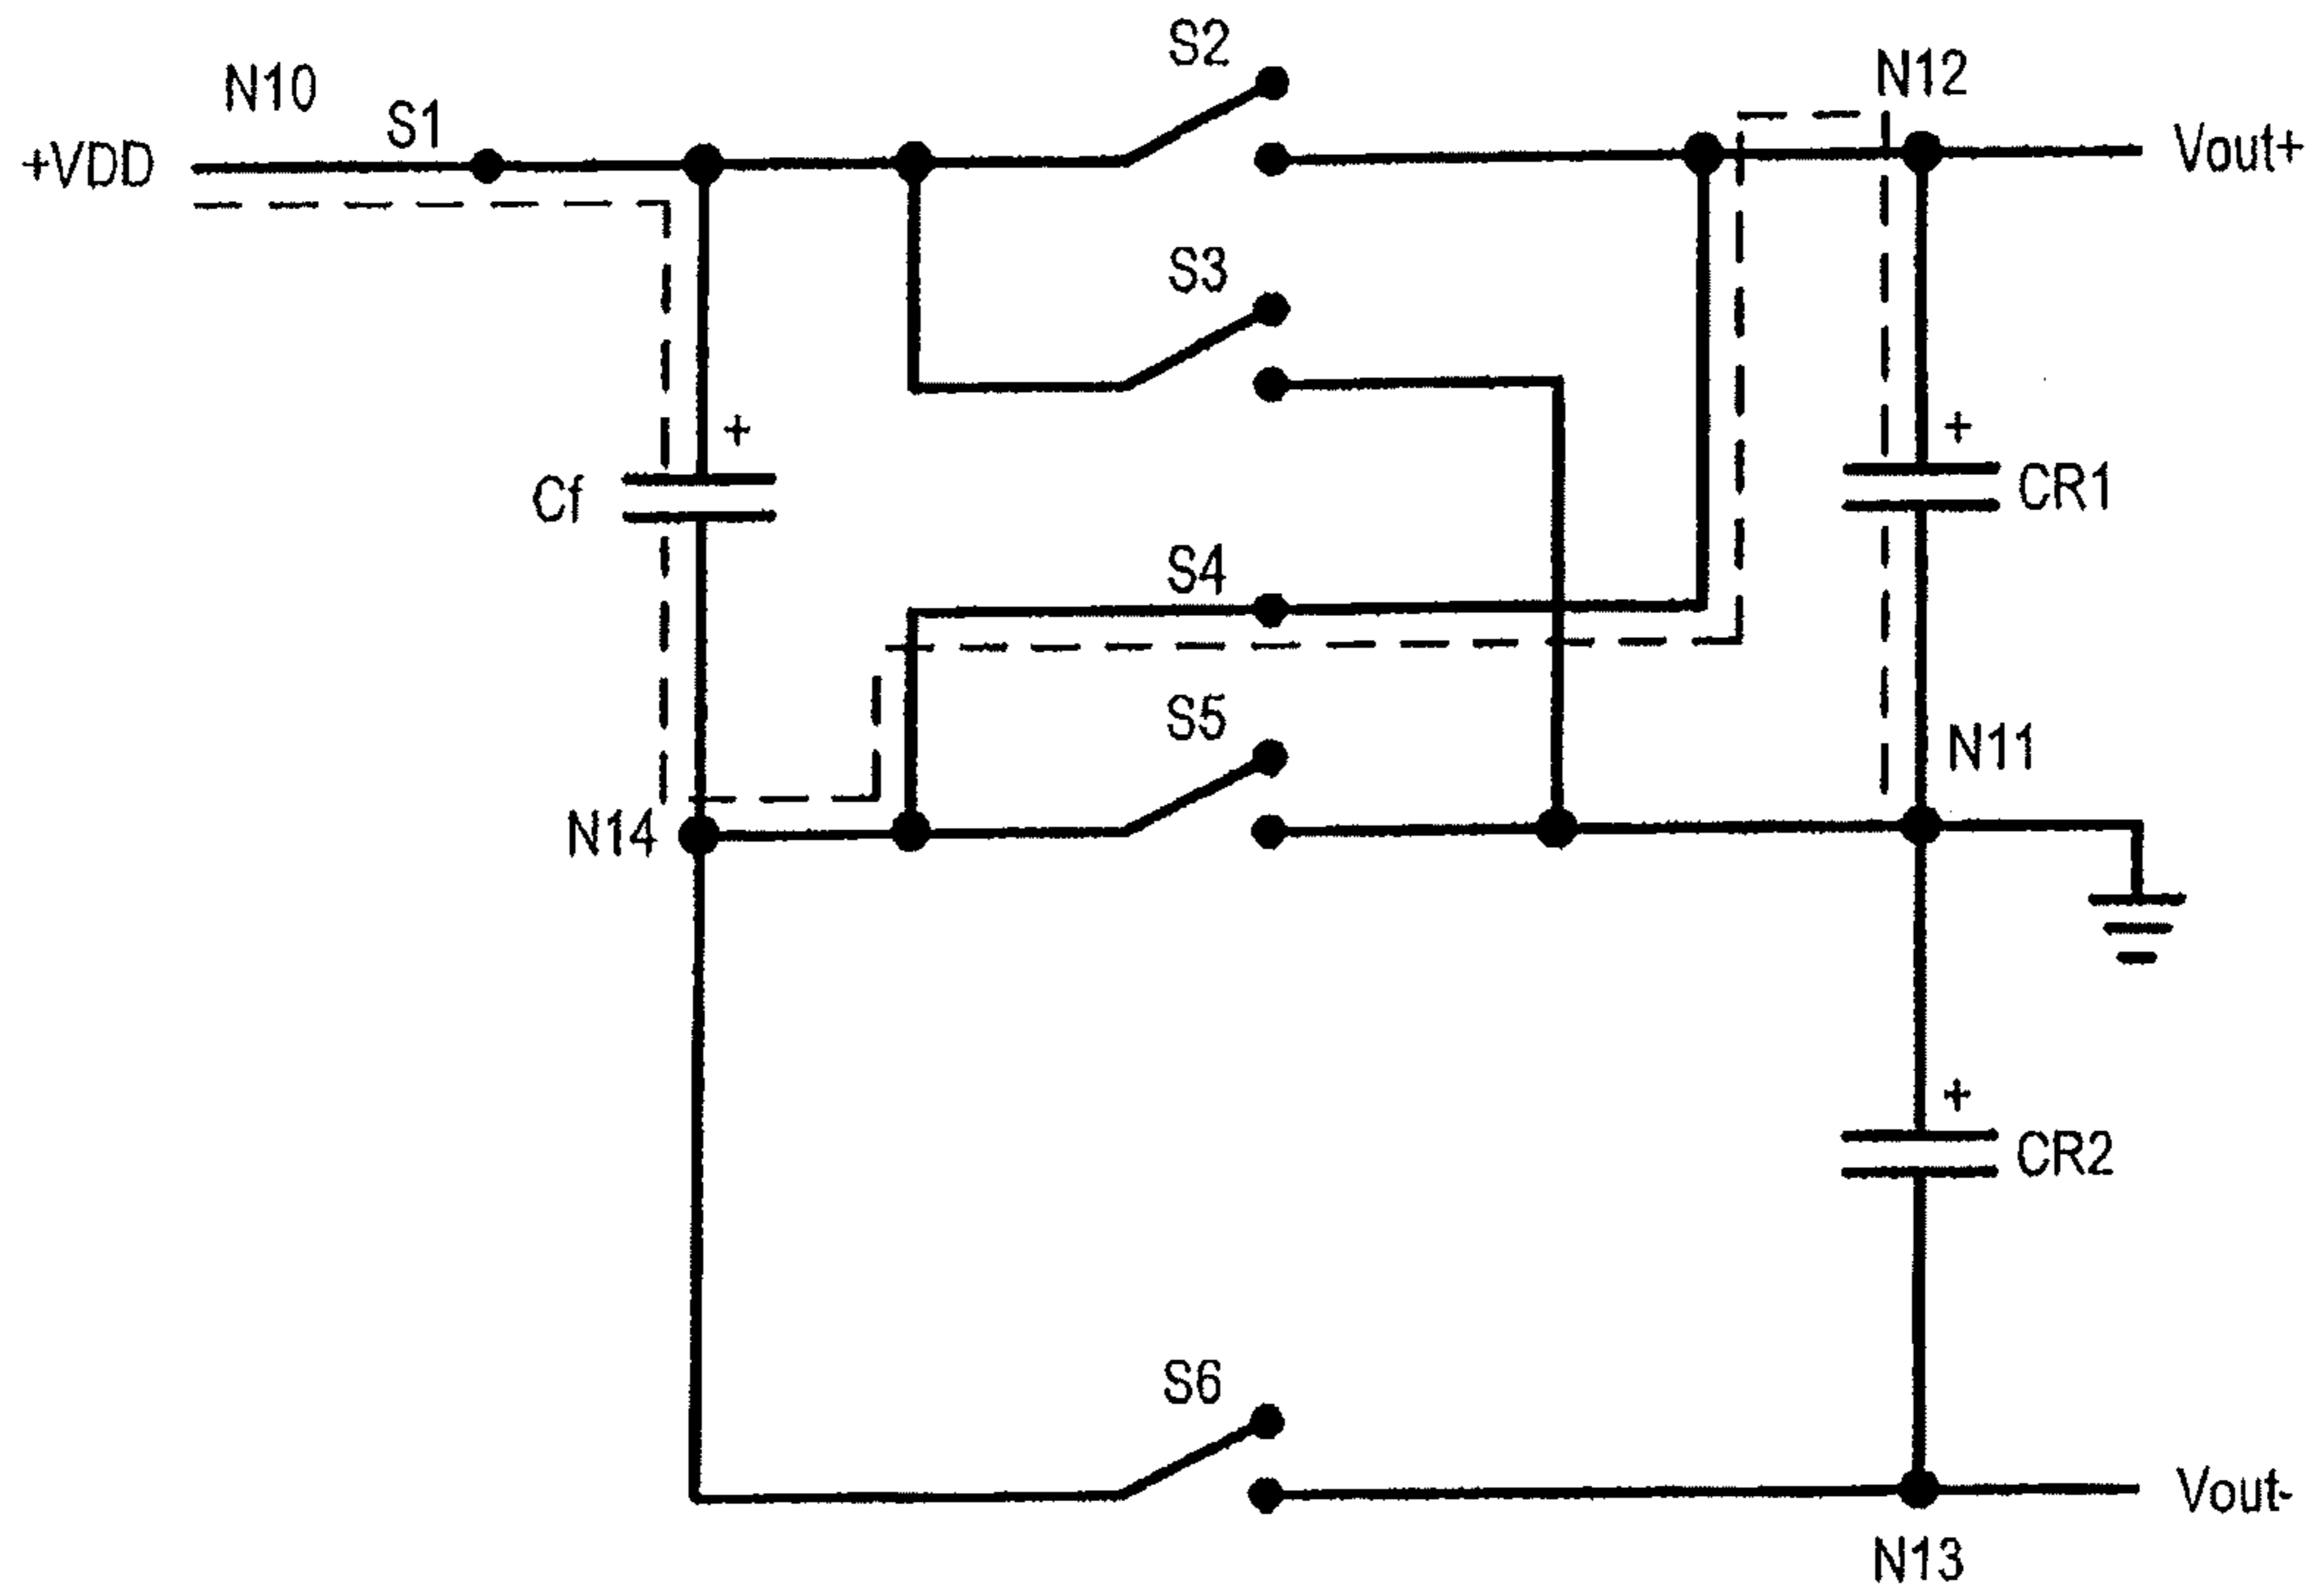 S2
N10
S1
N12
+VDD
Vout+
S3
+
+
Cf
CR1
S4
S5
N11
N14
+
CR2
S6
Vout-
N13